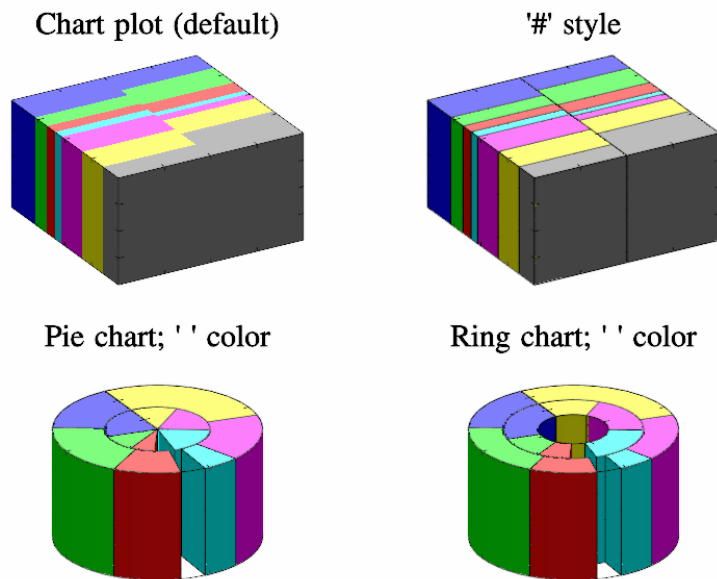 Chart plot (default)
'#' style
Pie chart; ' ' color
Ring chart; ' ' color